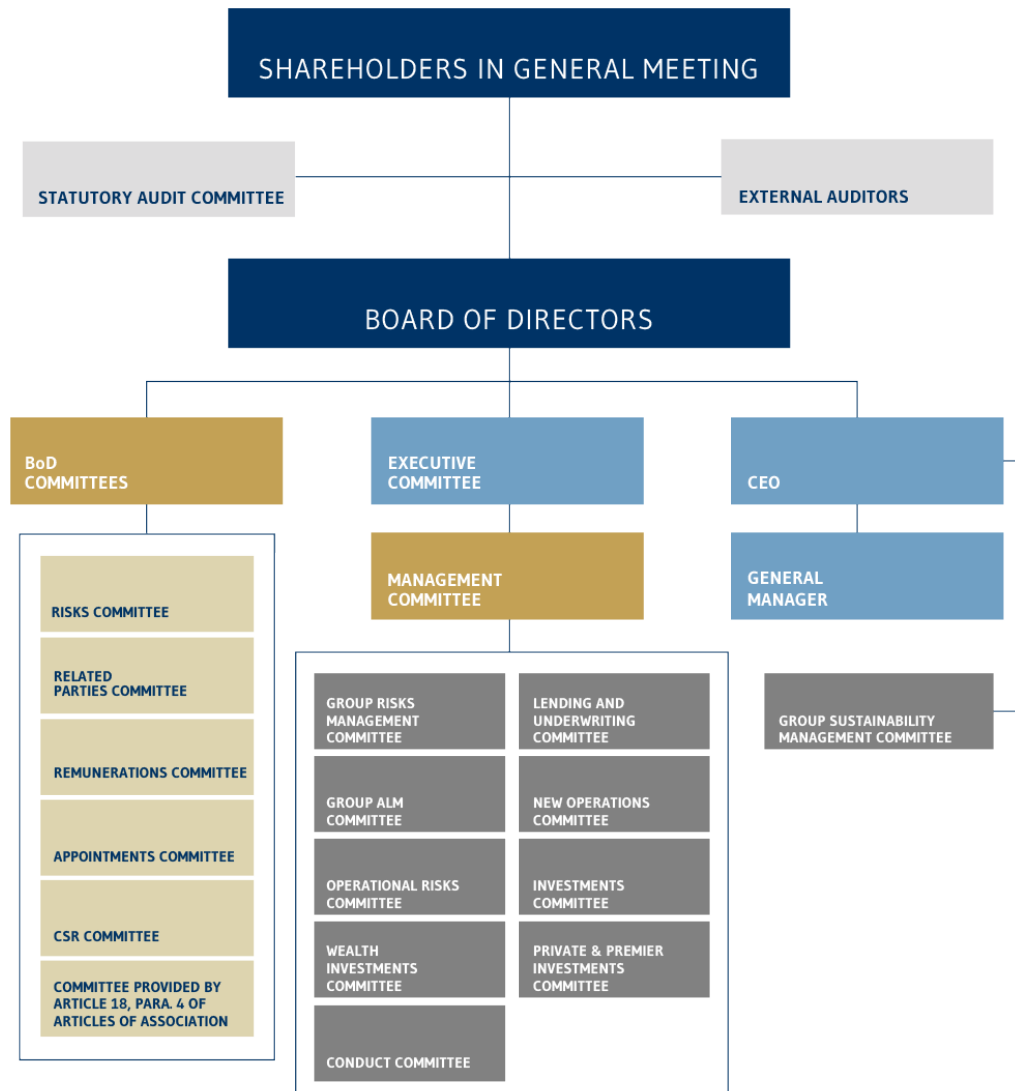 SHAREHOLDERS IN GENERAL MEETING
STATUTORY AUDIT COMMITTEE
EXTERNAL AUDITORS
BOARD OF DIRECTORS
BoD
COMMITTEES
EXECUTIVE
COMMITTEE
CEO
MANAGEMENT
COMMITTEE
GENERAL
MANAGER
RISKS COMMITTEE
RELATED
PARTIES COMMITTEE
REMUNERATIONS COMMITTEE
APPOINTMENTS COMMITTEE
CSR COMMITTEE
COMMITTEE PROVIDED BY
ARTICLE 18, PARA. 4 OF
ARTICLES OF ASSOCIATION
GROUP RISKS
MANAGEMENT
COMMITTEE
LENDING AND
UNDERWRITING
COMMITTEE
GROUP ALM
COMMITTEE
NEW OPERATIONS
COMMITTEE
OPERATIONAL RISKS
COMMITTEE
INVESTMENTS
COMMITTEE
WEALTH
INVESTMENTS
COMMITTEE
PRIVATE & PREMIER
INVESTMENTS
COMMITTEE
CONDUCT COMMITTEE
GROUP SUSTAINABILITY
MANAGEMENT COMMITTEE